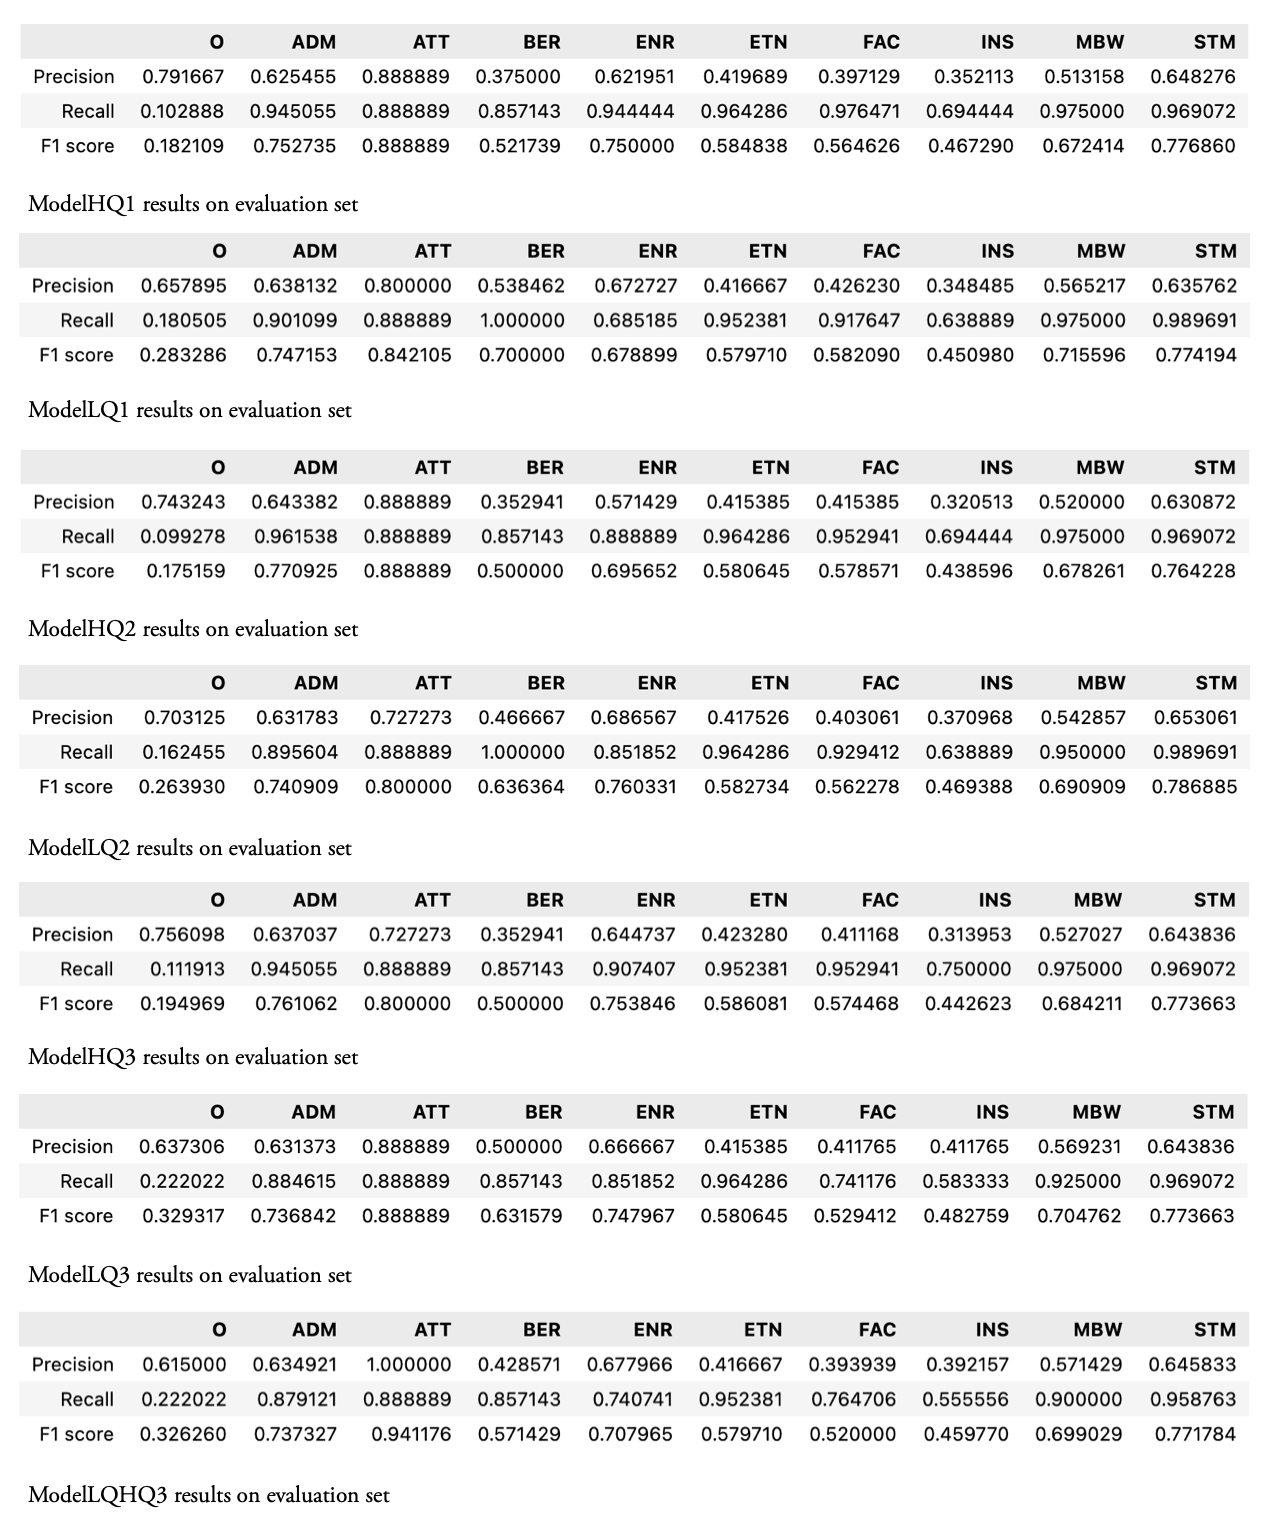 O ADM ATT BER ENR ETN FAC INS MBW STM
Precision 0.791667 0.625455 0.888889 0.375000 0.621951 0.419689 0.397129 0.352113 0.513158 0.648276
Recall 0.102888 0.945055 0.888889 0.857143 0.944444 0.964286 0.976471 0.694444 0.975000 0.969072
F1 score 0.182109 0.752735 0.888889 0.521739 0.750000 0.584838 0.564626 0.467290 0.672414 0.776860
ModelHQ1 results on evaluation set
O ADM ATT BER ENR ETN FAC INS MBW STM
Precision 0.657895 0.638132 0.800000 0.538462 0.672727 0.416667 0.426230 0.348485 0.565217 0.635762
Recall 0.180505 0.901099 0.888889 1.000000 0.685185 0.952381 0.917647 0.638889 0.975000 0.989691
F1 score 0.283286 0.747153 0.842105 0.700000 0.678899 0.579710 0.582090 0.450980 0.715596 0.774194
ModelLQ1 results on evaluation set
O ADM ATT BER ENR ETN FAC INS MBW STM
Precision 0.743243 0.643382 0.888889 0.352941 0.571429 0.415385 0.415385 0.320513 0.520000 0.630872
Recall 0.099278 0.961538 0.888889 0.857143 0.888889 0.964286 0.952941 0.694444 0.975000 0.969072
F1 score 0.175159 0.770925 0.888889 0.500000 0.695652 0.580645 0.578571 0.438596 0.678261 0.764228
ModelHQ2 results on evaluation set
O ADM ATT BER ENR ETN FAC INS MBW STM
Precision 0.703125 0.631783 0.727273 0.466667 0.686567 0.417526 0.403061 0.370968 0.542857 0.653061
Recall 0.162455 0.895604 0.888889 1.000000 0.851852 0.964286 0.929412 0.638889 0.950000 0.989691
F1 score 0.263930 0.740909 0.800000 0.636364 0.760331 0.582734 0.562278 0.469388 0.690909 0.786885
ModelLQ2 results on evaluation set
O ADM ATT BER ENR ETN FAC INS MBW STM
Precision 0.756098 0.637037 0.727273 0.352941 0.644737 0.423280 0.411168 0.313953 0.527027 0.643836
Recall 0.111913 0.945055 0.888889 0.857143 0.907407 0.952381 0.952941 0.750000 0.975000 0.969072
F1 score 0.194969 0.761062 0.800000 0.500000 0.753846 0.586081 0.574468 0.442623 0.684211 0.773663
ModelHQ3 results on evaluation set
O ADM ATT BER ENR ETN FAC INS MBW STM
Precision 0.637306 0.631373 0.888889 0.500000 0.666667 0.415385 0.411765 0.411765 0.569231 0.643836
Recall 0.222022 0.884615 0.888889 0.857143 0.851852 0.964286 0.741176 0.583333 0.925000 0.969072
F1 score 0.329317 0.736842 0.888889 0.631579 0.747967 0.580645 0.529412 0.482759 0.704762 0.773663
ModelLQ3 results on evaluation set
O ADM ATT BER ENR ETN FAC INS MBW STM
Precision 0.615000 0.634921 1.000000 0.428571 0.677966 0.416667 0.393939 0.392157 0.571429 0.645833
Recall 0.222022 0.879121 0.888889 0.857143 0.740741 0.952381 0.764706 0.555556 0.900000 0.958763
F1 score 0.326260 0.737327 0.941176 0.571429 0.707965 0.579710 0.520000 0.459770 0.699029 0.771784
ModelLQHQ3 results on evaluation set